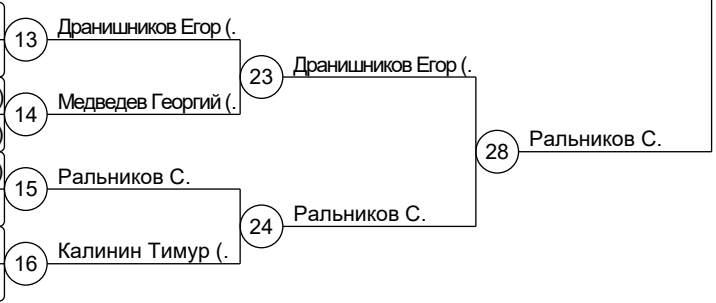 13 Дранишников Егор (.
23 Дранишников Егор (.
14 Медведев Георгий (.
28 Ральников С.
15 Ральников С.
24 Ральников С.
16 Калинин Тимур (.